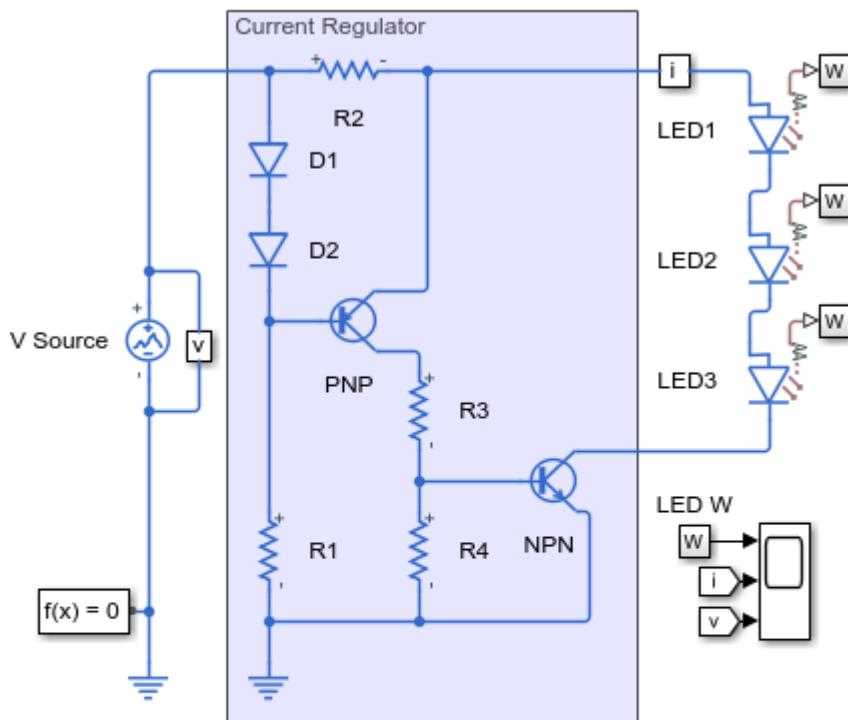 Current Regulator
+ -
i
W
R2
LED1
W
D1
W
D2
LED2
W
+
V Source
v
-
PNP
W
LED3
W
+
R3
-
LED W
W
NPN
+
R1
-
+
R4
-
i
f(x) = 0
v